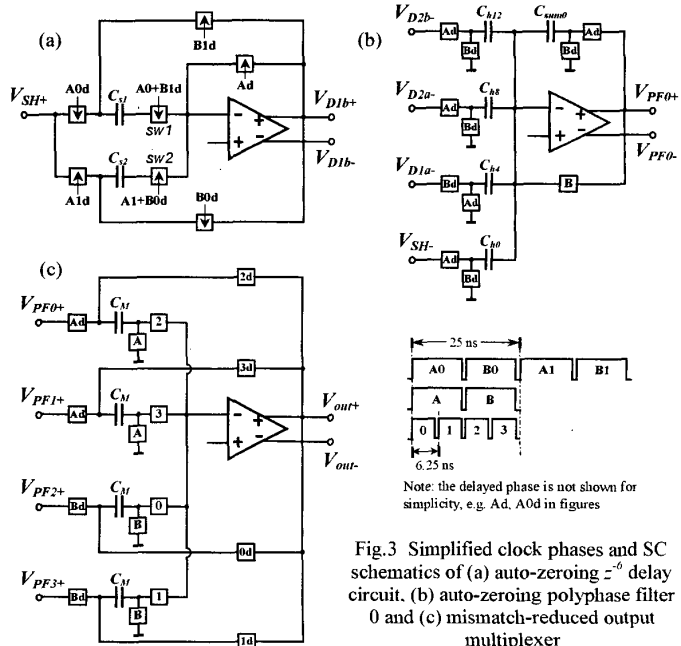 (a)
B1d
Ad
V_SH+
A0d
C_s1
A0+B1d
sw1
V_D1b+
V_D1b-
A1d
C_s2
sw2
A1+B0d
B0d
(b)
V_D2b-
Bd
Bd
C_h12
C_sum0
Ad
Bd
V_D2a-
Ad
Bd
C_h8
V_PF0+
V_PF0-
V_D1a-
Bd
Ad
C_h4
B
V_SH-
Ad
Bd
C_h0
(c)
2d
V_PF0+
Ad
C_M
2
A
3d
V_PF1+
Ad
C_M
3
A
V_out+
V_out-
V_PF2+
Bd
C_M
0
B
0d
V_PF3+
Bd
C_M
1
B
1d
25 ns
A0 B0 A1 B1
A B
0 1 2 3
6.25 ns
Note: the delayed phase is not shown for
simplicity, e.g. Ad, A0d in figures
Fig.3 Simplified clock phases and SC
schematics of (a) auto-zeroing z^-6 delay
circuit, (b) auto-zeroing polyphase filter
0 and (c) mismatch-reduced output
multiplexer